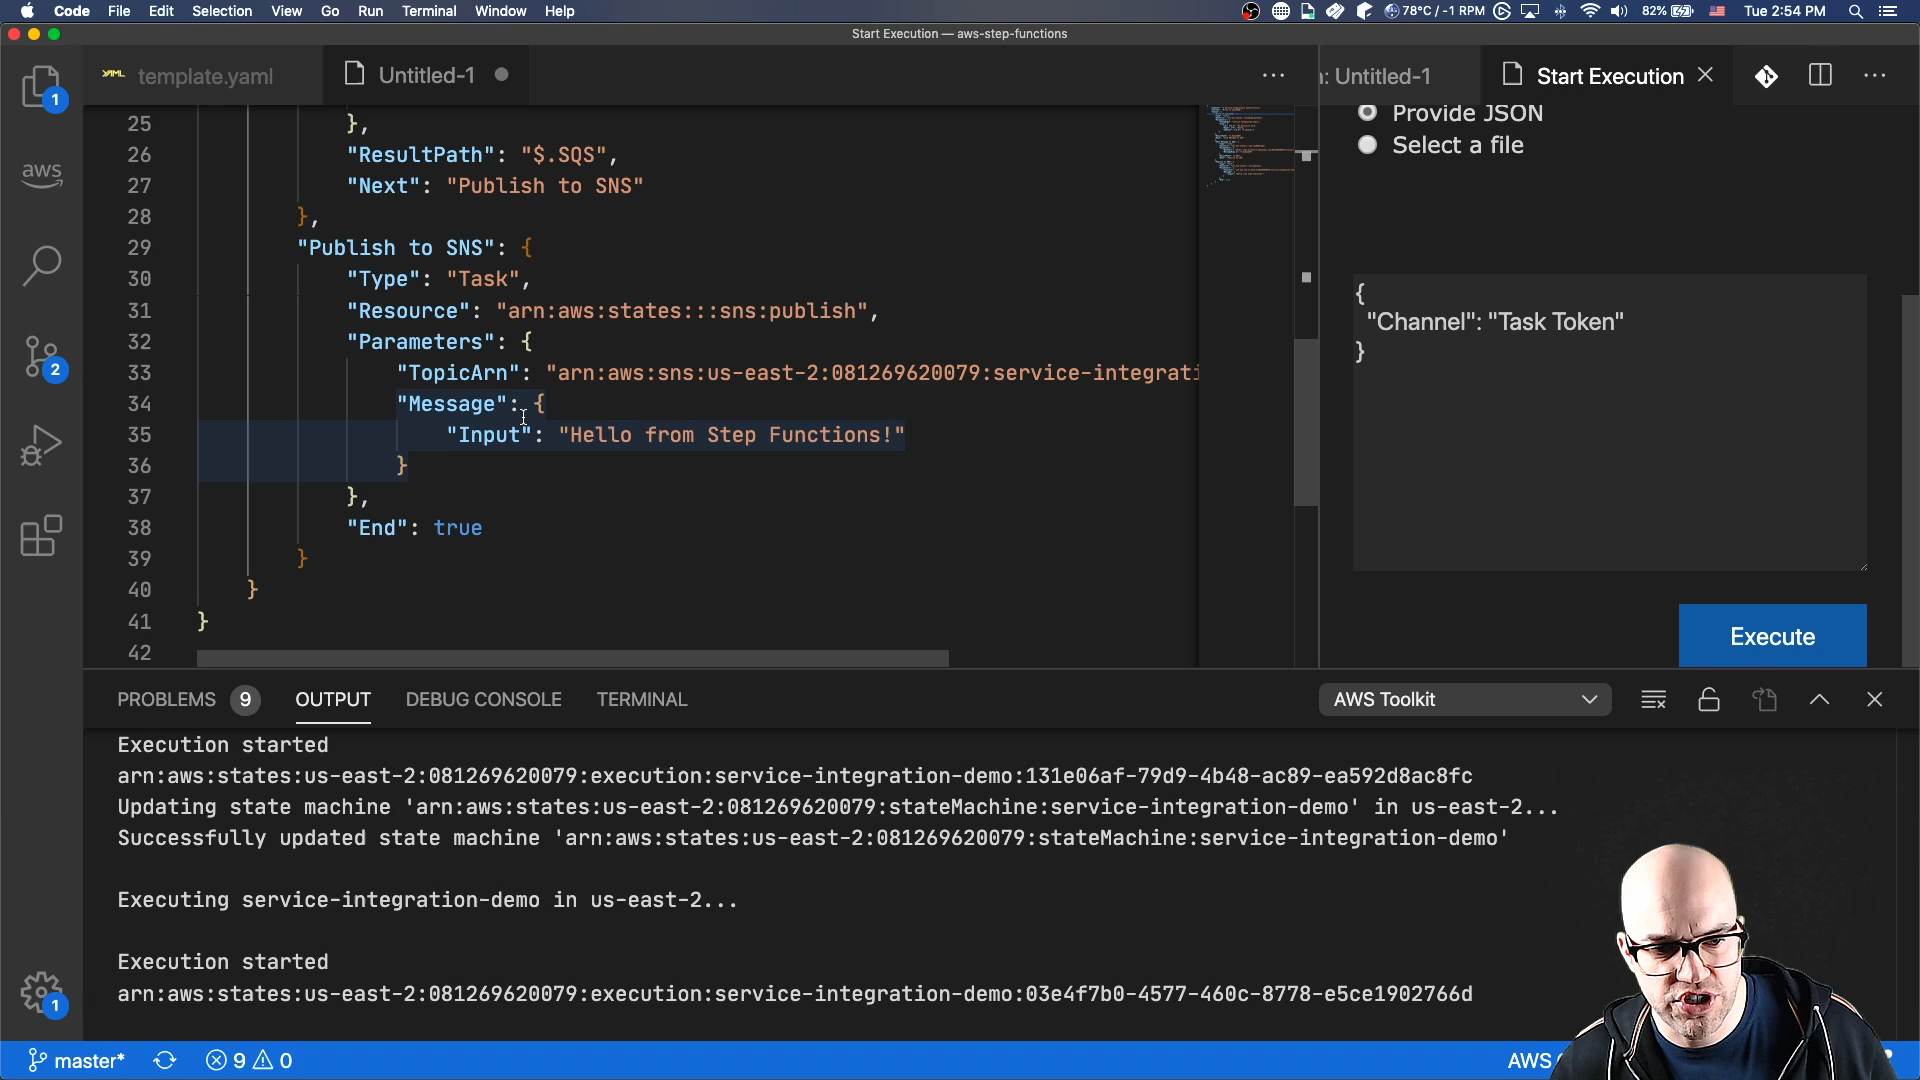 Code File Edit Selection View Go Run Terminal Window Help
78°C / -1 RPM 82% Tue 2:54 PM
Start Execution — aws-step-functions
template.yaml
Untitled-1
: Untitled-1
Start Execution
aws
1
2
1
25 },
26 "ResultPath": "$.SQS",
27 "Next": "Publish to SNS"
28 },
29 "Publish to SNS": {
30 "Type": "Task",
31 "Resource": "arn:aws:states:::sns:publish",
32 "Parameters": {
33 "TopicArn": "arn:aws:sns:us-east-2:081269620079:service-integrati
34 "Message": {
35 "Input": "Hello from Step Functions!"
36 }
37 },
38 "End": true
39 }
40 }
41 }
42
Provide JSON
Select a file
{
"Channel": "Task Token"
}
Execute
PROBLEMS 9 OUTPUT DEBUG CONSOLE TERMINAL
AWS Toolkit
Execution started
arn:aws:states:us-east-2:081269620079:execution:service-integration-demo:131e06af-79d9-4b48-ac89-ea592d8ac8fc
Updating state machine 'arn:aws:states:us-east-2:081269620079:stateMachine:service-integration-demo' in us-east-2...
Successfully updated state machine 'arn:aws:states:us-east-2:081269620079:stateMachine:service-integration-demo'
Executing service-integration-demo in us-east-2...
Execution started
arn:aws:states:us-east-2:081269620079:execution:service-integration-demo:03e4f7b0-4577-460c-8778-e5ce1902766d
master* 9 0
AWS